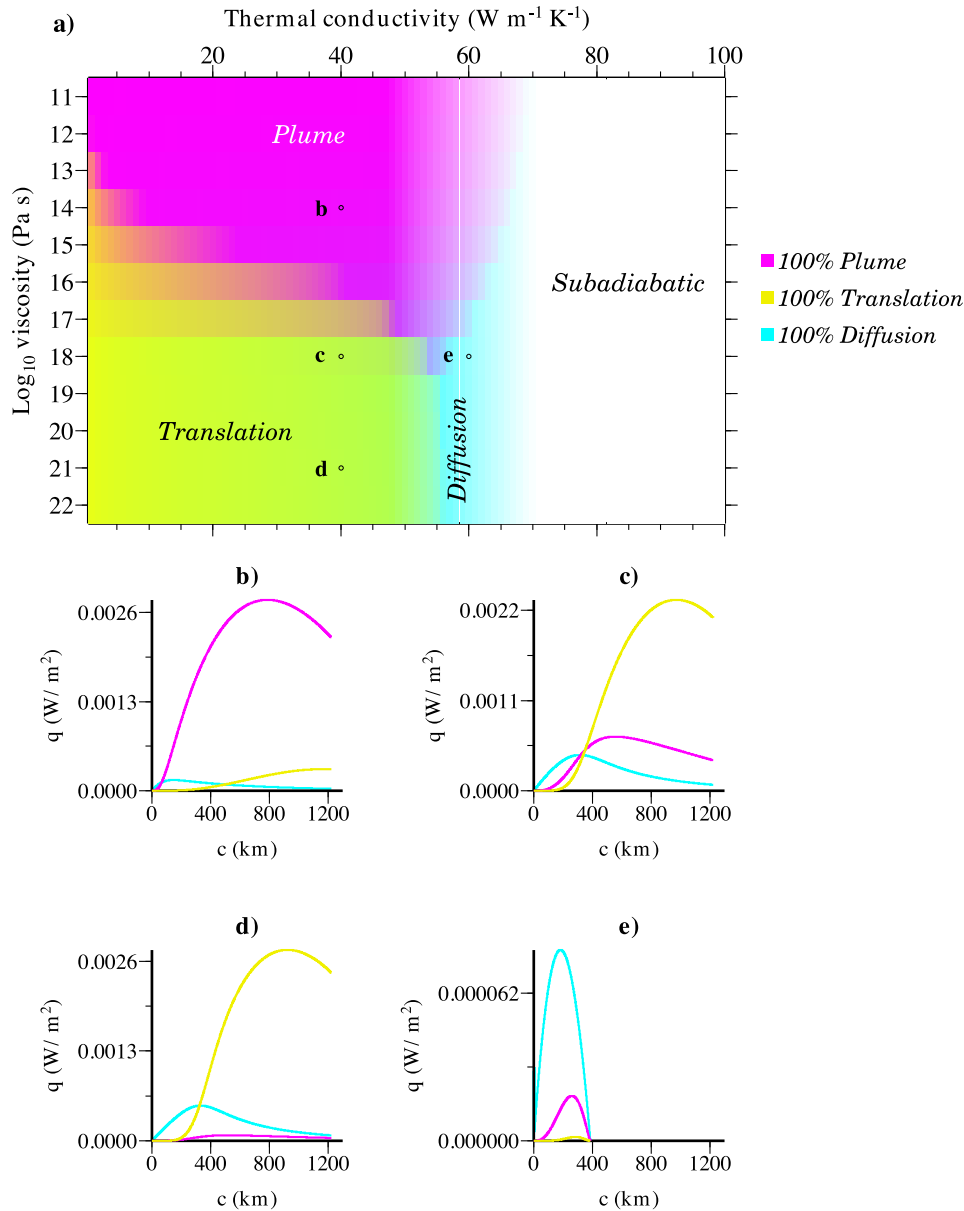 a)
Thermal conductivity (W m⁻¹ K⁻¹)
20 40 60 80 100
Log₁₀ viscosity (Pa s)
11
12
13
14
15
16
17
18
19
20
21
22
Plume
b
Subadiabatic
c
e
Translation
d
Diffusion
100% Plume
100% Translation
100% Diffusion
b)
q (W/ m²)
0.0026
0.0013
0.0000
0 400 800 1200
c (km)
c)
q (W/ m²)
0.0022
0.0011
0.0000
0 400 800 1200
c (km)
d)
q (W/ m²)
0.0026
0.0013
0.0000
0 400 800 1200
c (km)
e)
q (W/ m²)
0.000062
0.000000
0 400 800 1200
c (km)